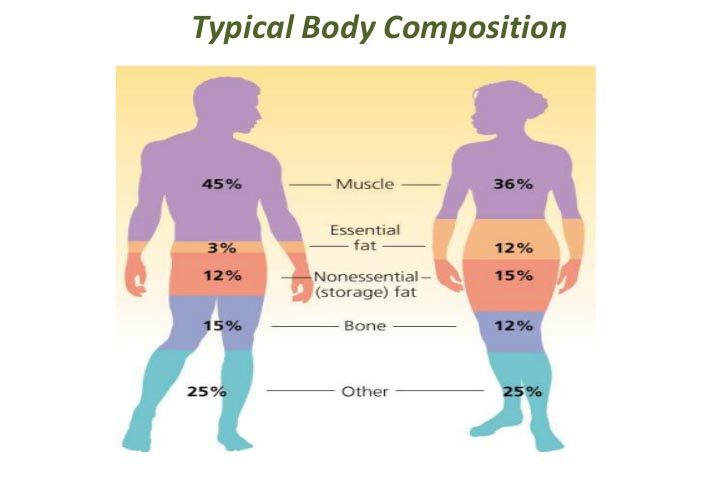 Typical Body Composition
45% Muscle 36%
Essential
3% fat 12%
12% Nonessential 15%
(storage) fat
15% Bone 12%
25% Other 25%